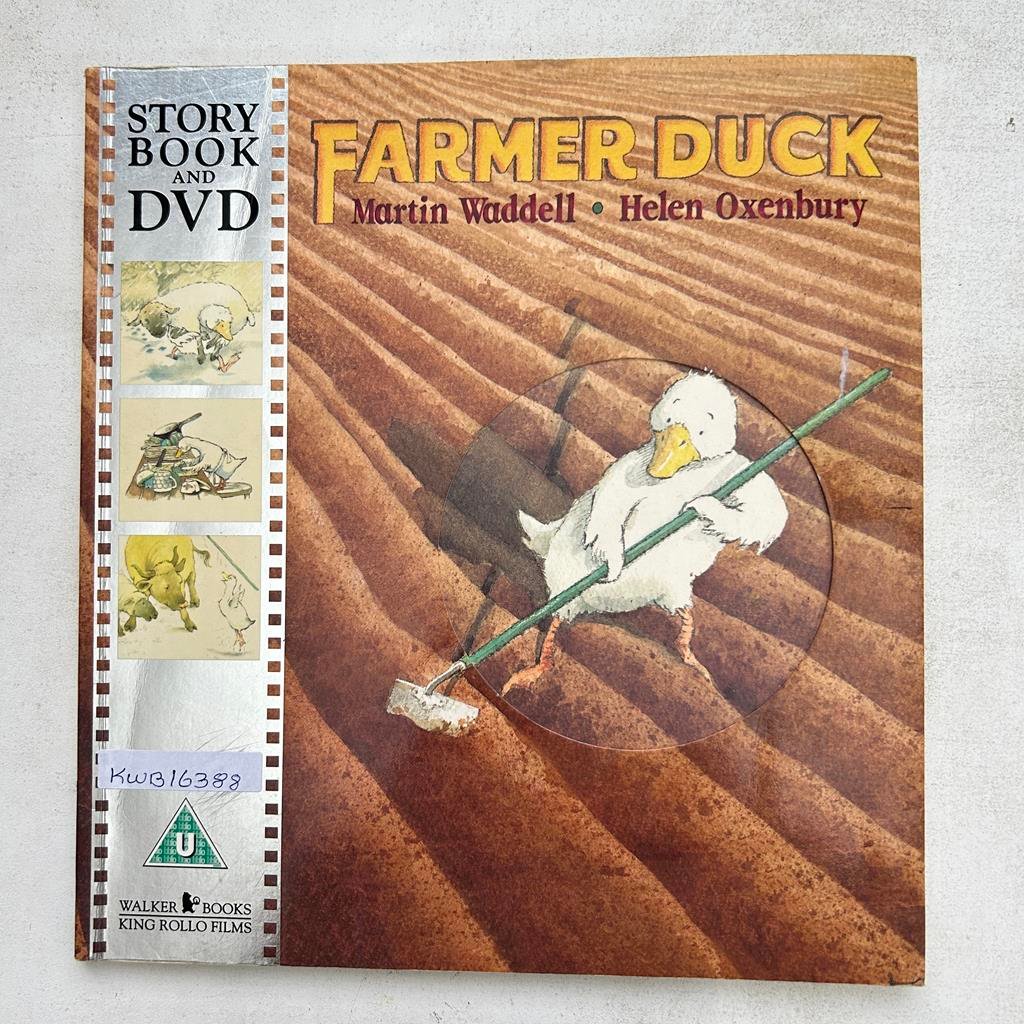 STORY
BOOK
AND
DVD
FARMER DUCK
Martin Waddell • Helen Oxenbury
KWB16388
U
WALKER BOOKS
KING ROLLO FILMS